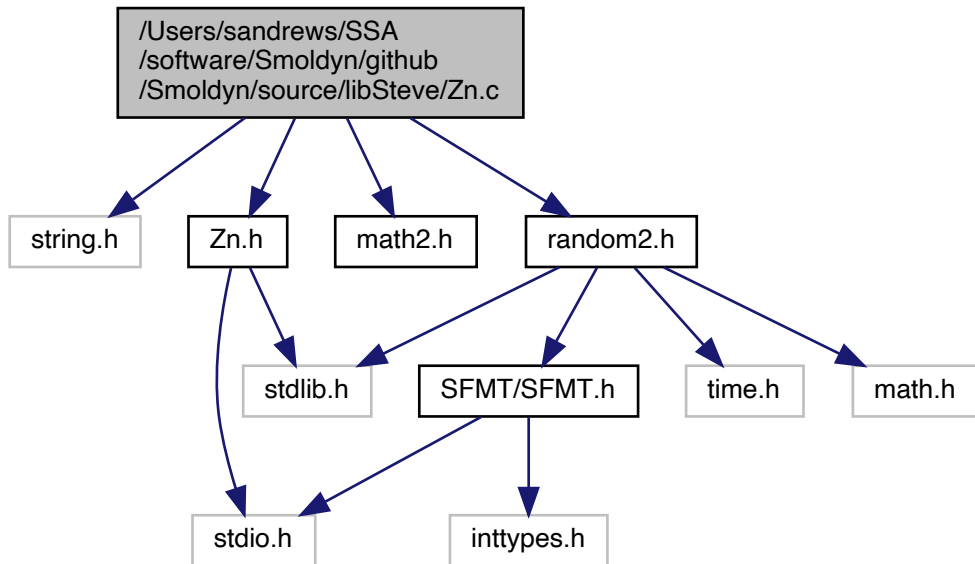 /Users/sandrews/SSA
/software/Smoldyn/github
/Smoldyn/source/libSteve/Zn.c
string.h
Zn.h
math2.h
random2.h
stdlib.h
SFMT/SFMT.h
time.h
math.h
stdio.h
inttypes.h